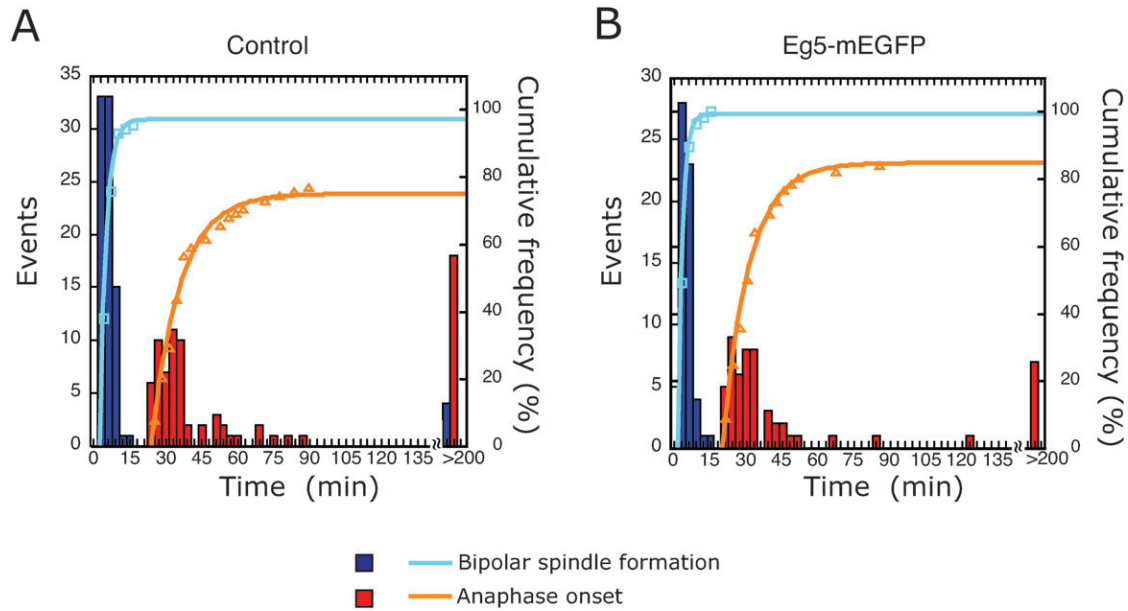 A
Control
35
30
25
20
15
10
5
0
Events
100
80
60
40
20
0
Cumulative frequency (%)
0 15 30 45 60 75 90 105 120 135 >200
Time (min)
B
Eg5-mEGFP
30
25
20
15
10
5
0
Events
100
80
60
40
20
0
Cumulative frequency (%)
0 15 30 45 60 75 90 105 120 135 >200
Time (min)
Bipolar spindle formation
Anaphase onset